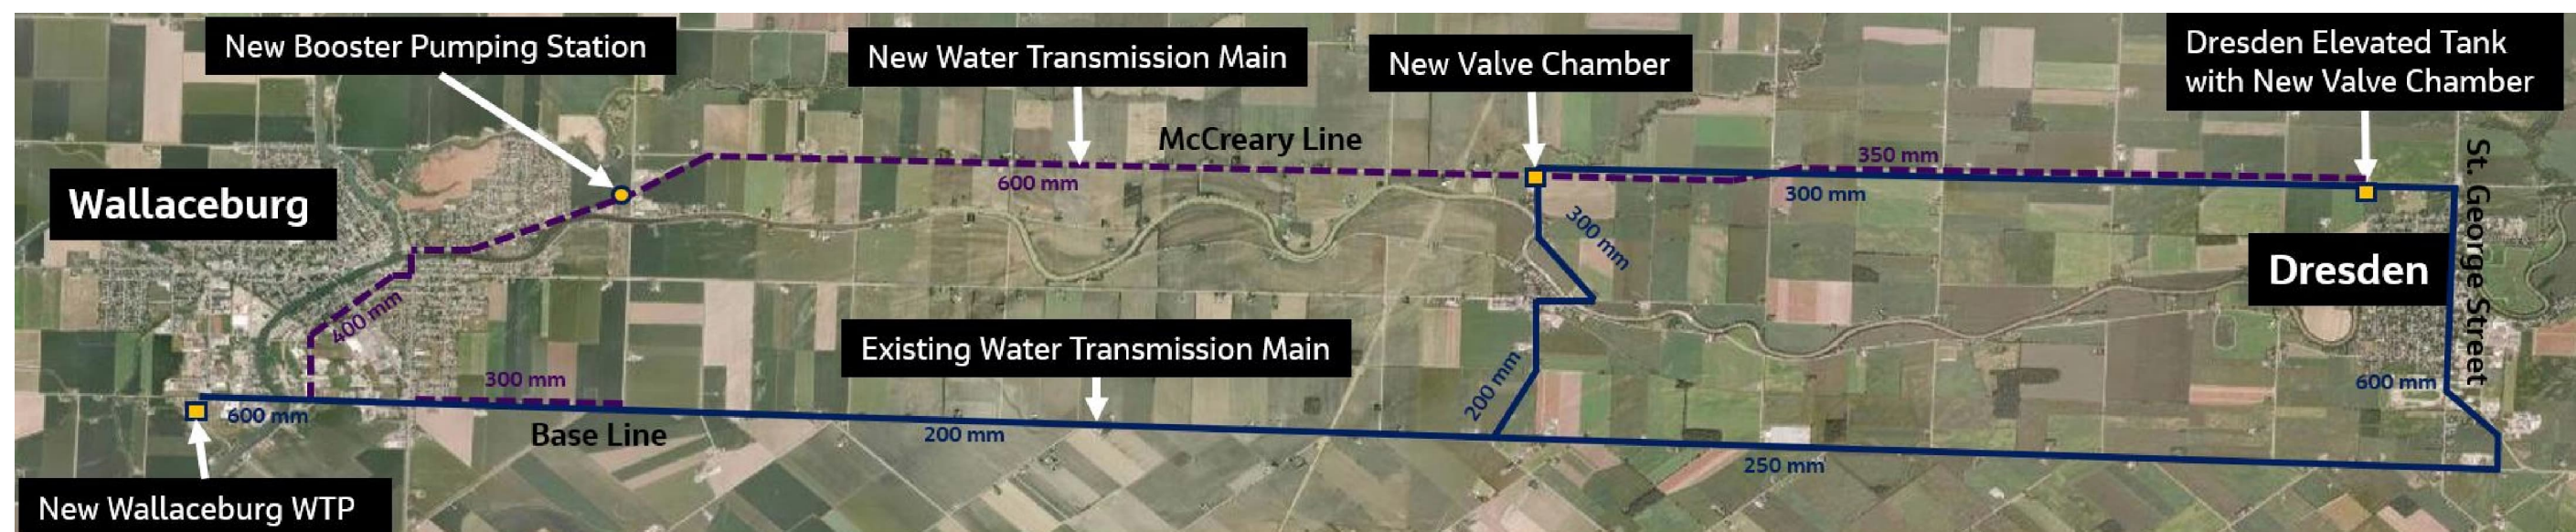 New Booster Pumping Station
New Water Transmission Main
New Valve Chamber
Dresden Elevated Tank
with New Valve Chamber
McCreary Line
350 mm
600 mm
300 mm
St. George Street
Wallaceburg
300 mm
Dresden
400 mm
Existing Water Transmission Main
300 mm
200 mm
600 mm
600 mm
Base Line
200 mm
250 mm
New Wallaceburg WTP